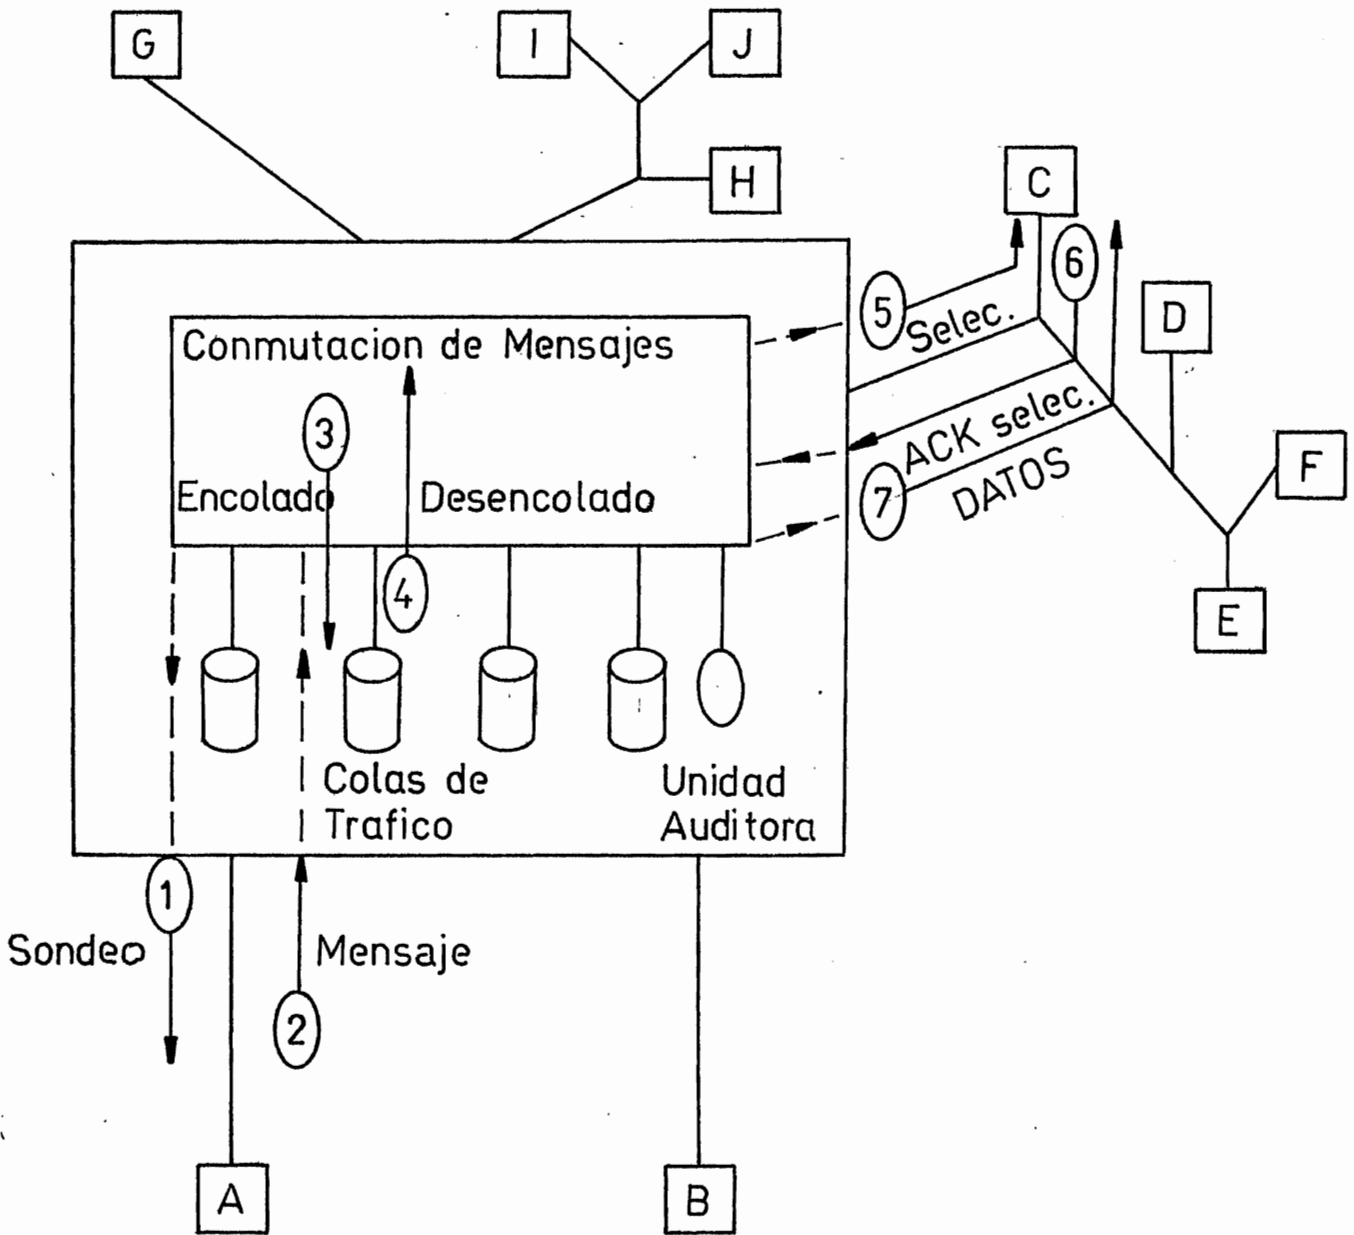 G
I
J
H
C
6
D
5
Selec.
Conmutacion de Mensajes
3
ACK selec.
F
Encolado
Desencolado
7
DATOS
4
E
Colas de
Trafico
Unidad
Auditora
1
Sondeo
Mensaje
2
A
B